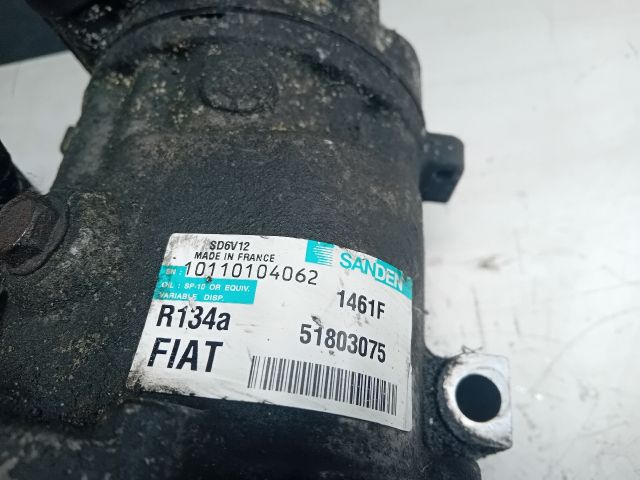 SD6V12
MADE IN FRANCE
SANDEN
SN : 10110104062
OIL : SP-10 OR EQUIV.
VARIABLE DISP.
1461F
R134a
51803075
FIAT